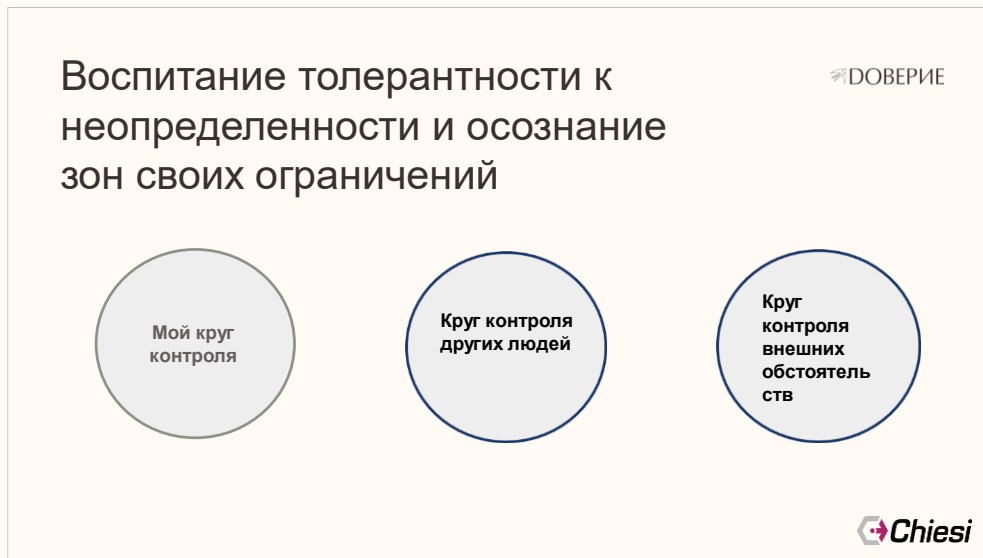 Воспитание толерантности к
неопределенности и осознание
зон своих ограничений
ДОВЕРИЕ
Мой круг
контроля
Круг контроля
других людей
Круг
контроля
внешних
обстоятель
ств
Chiesi